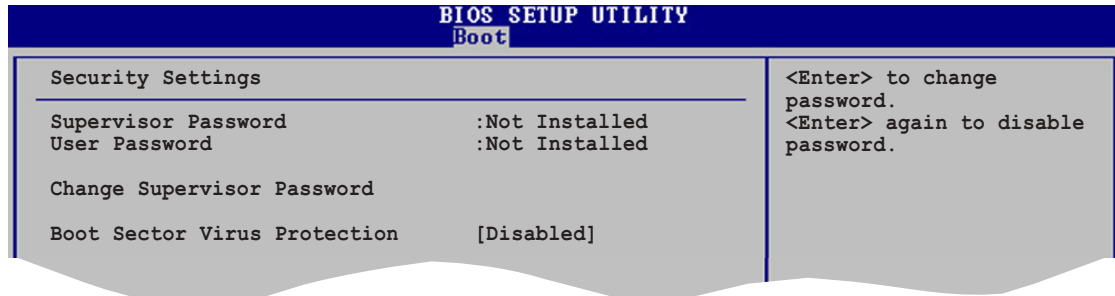 BIOS SETUP UTILITY
Boot
Security Settings
Supervisor Password :Not Installed
User Password :Not Installed
Change Supervisor Password
Boot Sector Virus Protection [Disabled]
<Enter> to change
password.
<Enter> again to disable
password.